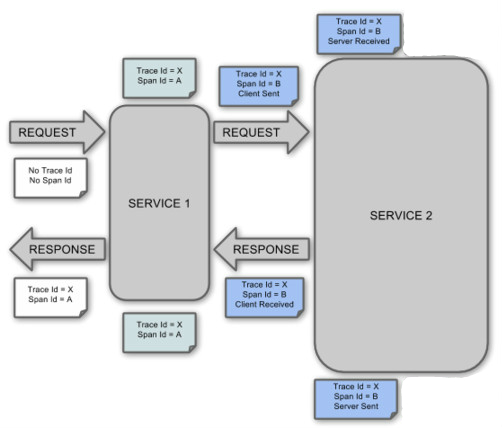 Trace Id = X
Span Id = B
Server Received
Trace Id = X
Span Id = A
Trace Id = X
Span Id = B
Client Sent
REQUEST
REQUEST
No Trace Id
No Span Id
SERVICE 1
SERVICE 2
RESPONSE
RESPONSE
Trace Id = X
Span Id = A
Trace Id = X
Span Id = B
Client Received
Trace Id = X
Span Id = A
Trace Id = X
Span Id = B
Server Sent